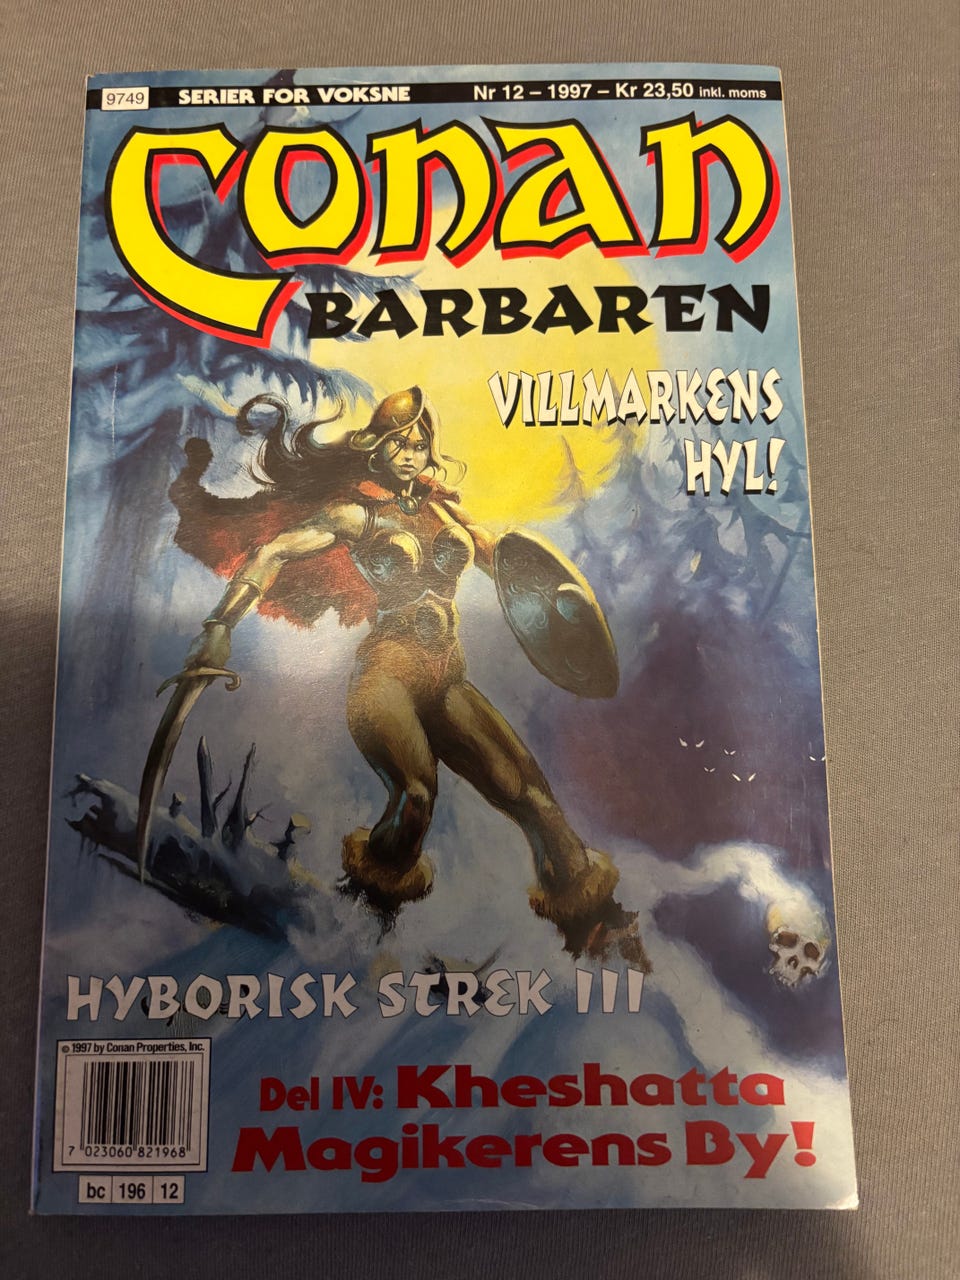 9749 SERIER FOR VOKSNE Nr 12 – 1997 – Kr 23,50 inkl. moms
Conan
BARBAREN
VILLMARKENS
HYL!
HYBORISK STREK III
© 1997 by Conan Properties, Inc.
Del IV: Kheshatta
Magikerens By!
7 023060 821968
bc 196 12